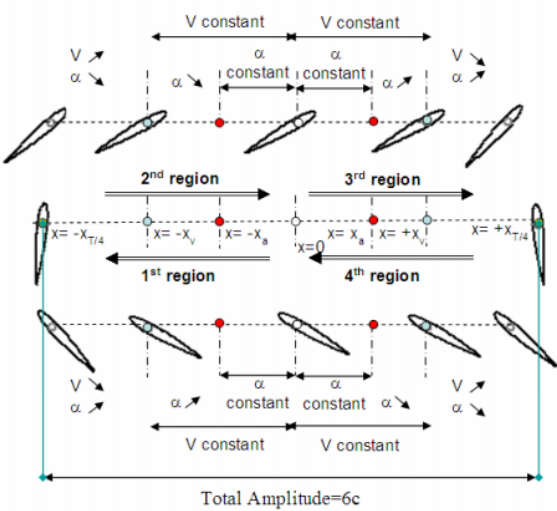 V constant
V ↗ α α V ↘
α ↘ α ↘ constant constant α ↗ α ↗
2nd region 3rd region
x= -xT/4 x= -xv x= -xa x=0 x= xa x= +xv x= +xT/4
1st region 4th region
V ↘ α α V ↗
α ↗ α ↗ constant constant α ↘ α ↘
V constant V constant
Total Amplitude=6c